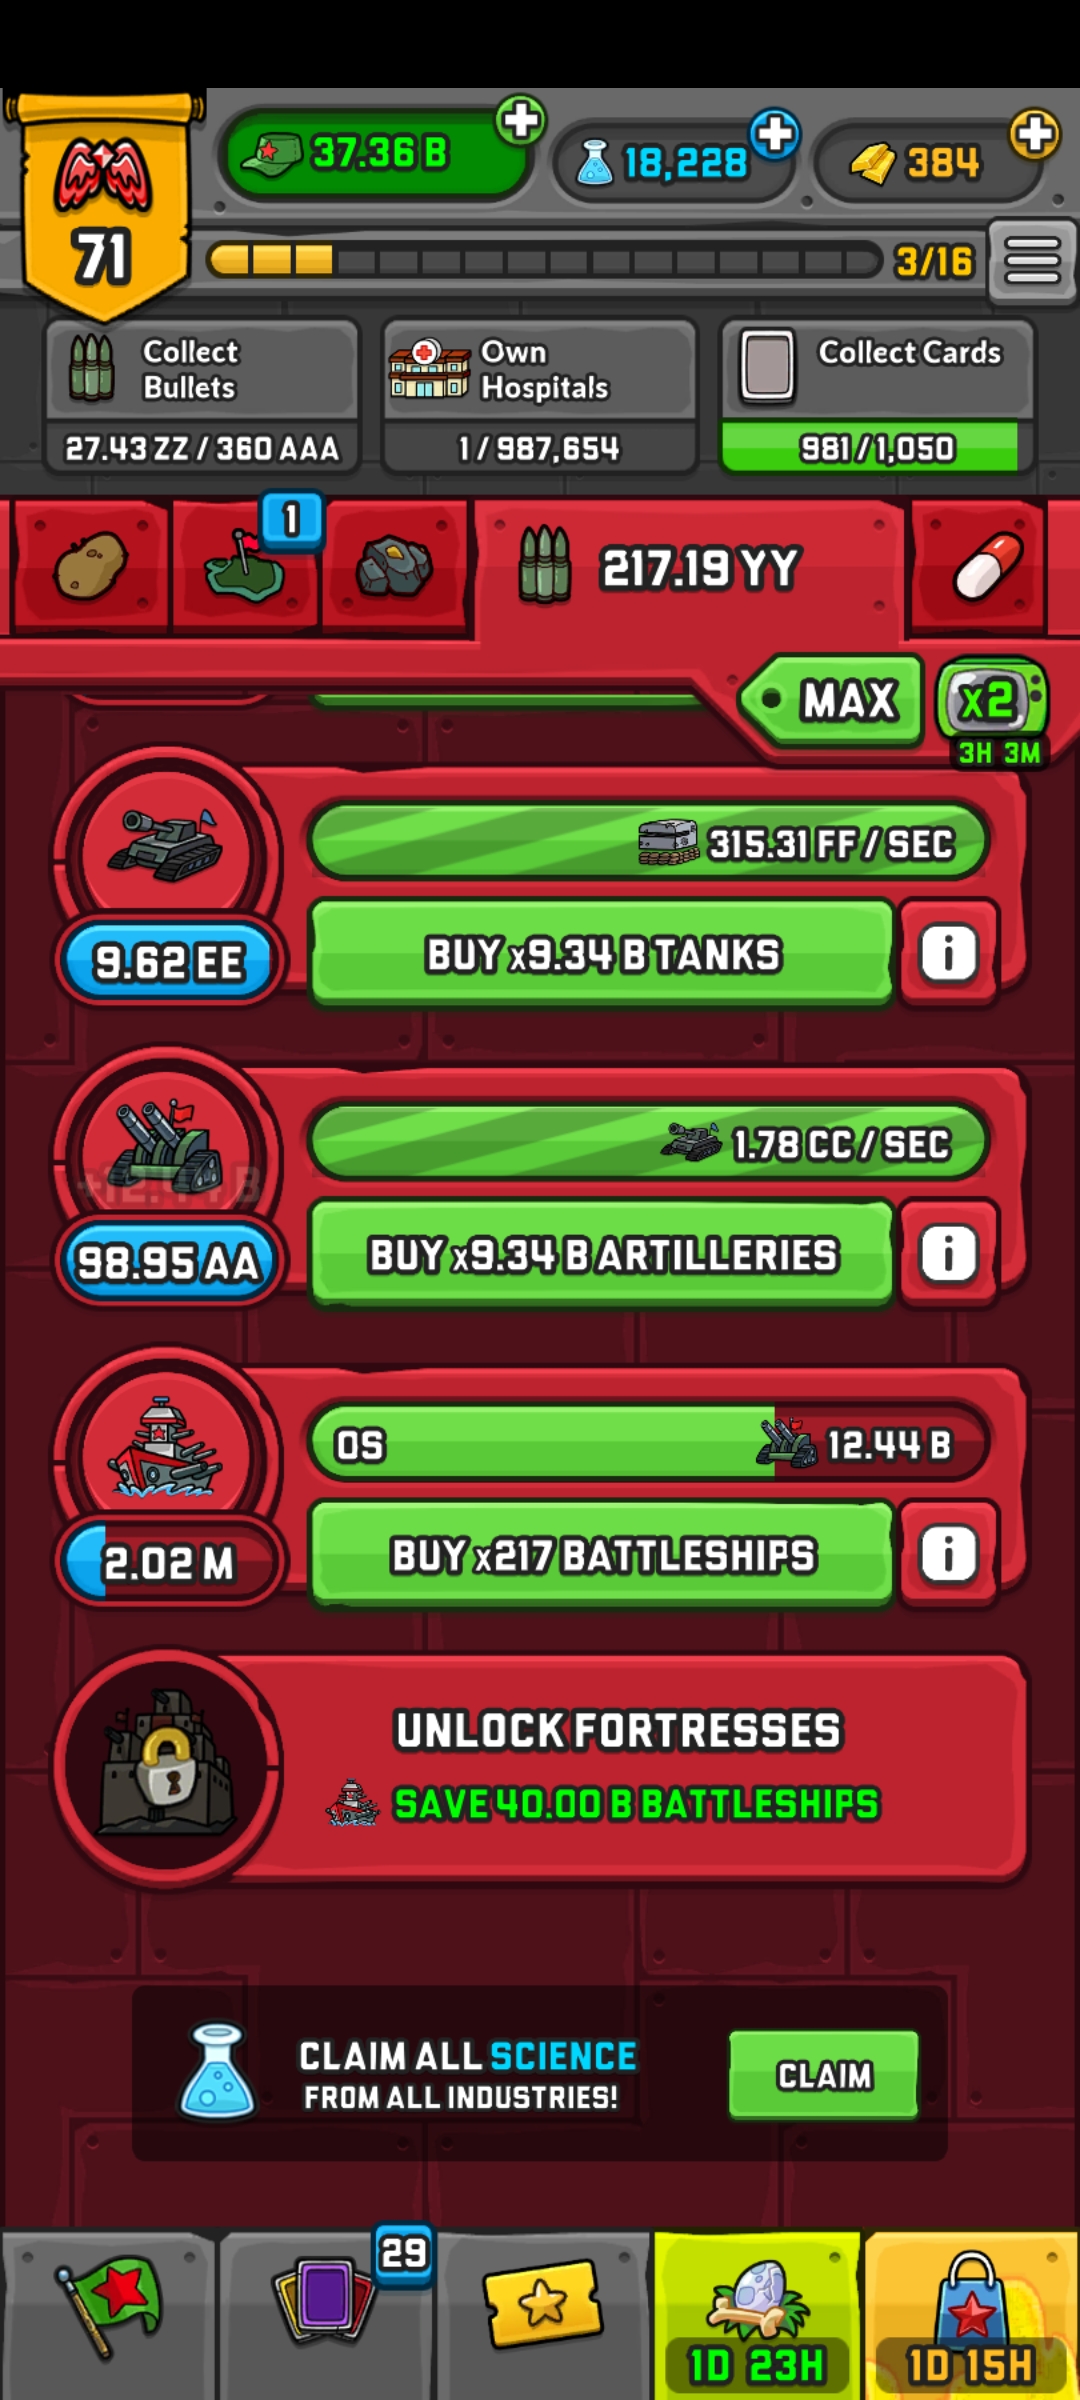 37.36 B
18,228
384
71
3/16
Collect
Bullets
27.43 ZZ / 360 AAA
Own
Hospitals
1 / 987,654
Collect Cards
981 / 1,050
1
217.19 YY
MAX
x2
3H 3M
315.31 FF / SEC
9.62 EE
BUY x9.34 B TANKS
i
1.78 CC / SEC
+12.44 B
98.95 AA
BUY x9.34 B ARTILLERIES
i
0S
12.44 B
2.02 M
BUY x217 BATTLESHIPS
i
UNLOCK FORTRESSES
SAVE 40.00 B BATTLESHIPS
CLAIM ALL SCIENCE
FROM ALL INDUSTRIES!
CLAIM
29
1D 23H
1D 15H